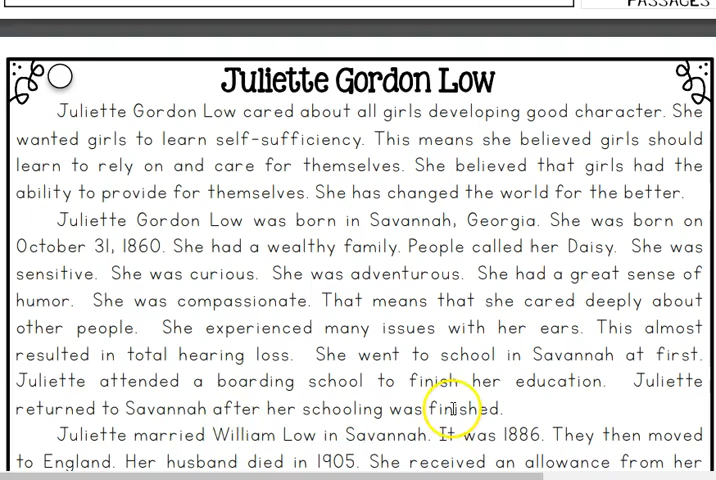 PASSAGES
Juliette Gordon Low
Juliette Gordon Low cared about all girls developing good character. She
wanted girls to learn self-sufficiency. This means she believed girls should
learn to rely on and care for themselves. She believed that girls had the
ability to provide for themselves. She has changed the world for the better.
Juliette Gordon Low was born in Savannah, Georgia. She was born on
October 31, 1860. She had a wealthy family. People called her Daisy. She was
sensitive. She was curious. She was adventurous. She had a great sense of
humor. She was compassionate. That means that she cared deeply about
other people. She experienced many issues with her ears. This almost
resulted in total hearing loss. She went to school in Savannah at first.
Juliette attended a boarding school to finish her education. Juliette
returned to Savannah after her schooling was finished.
Juliette married William Low in Savannah. It was 1886. They then moved
to England. Her husband died in 1905. She received an allowance from her